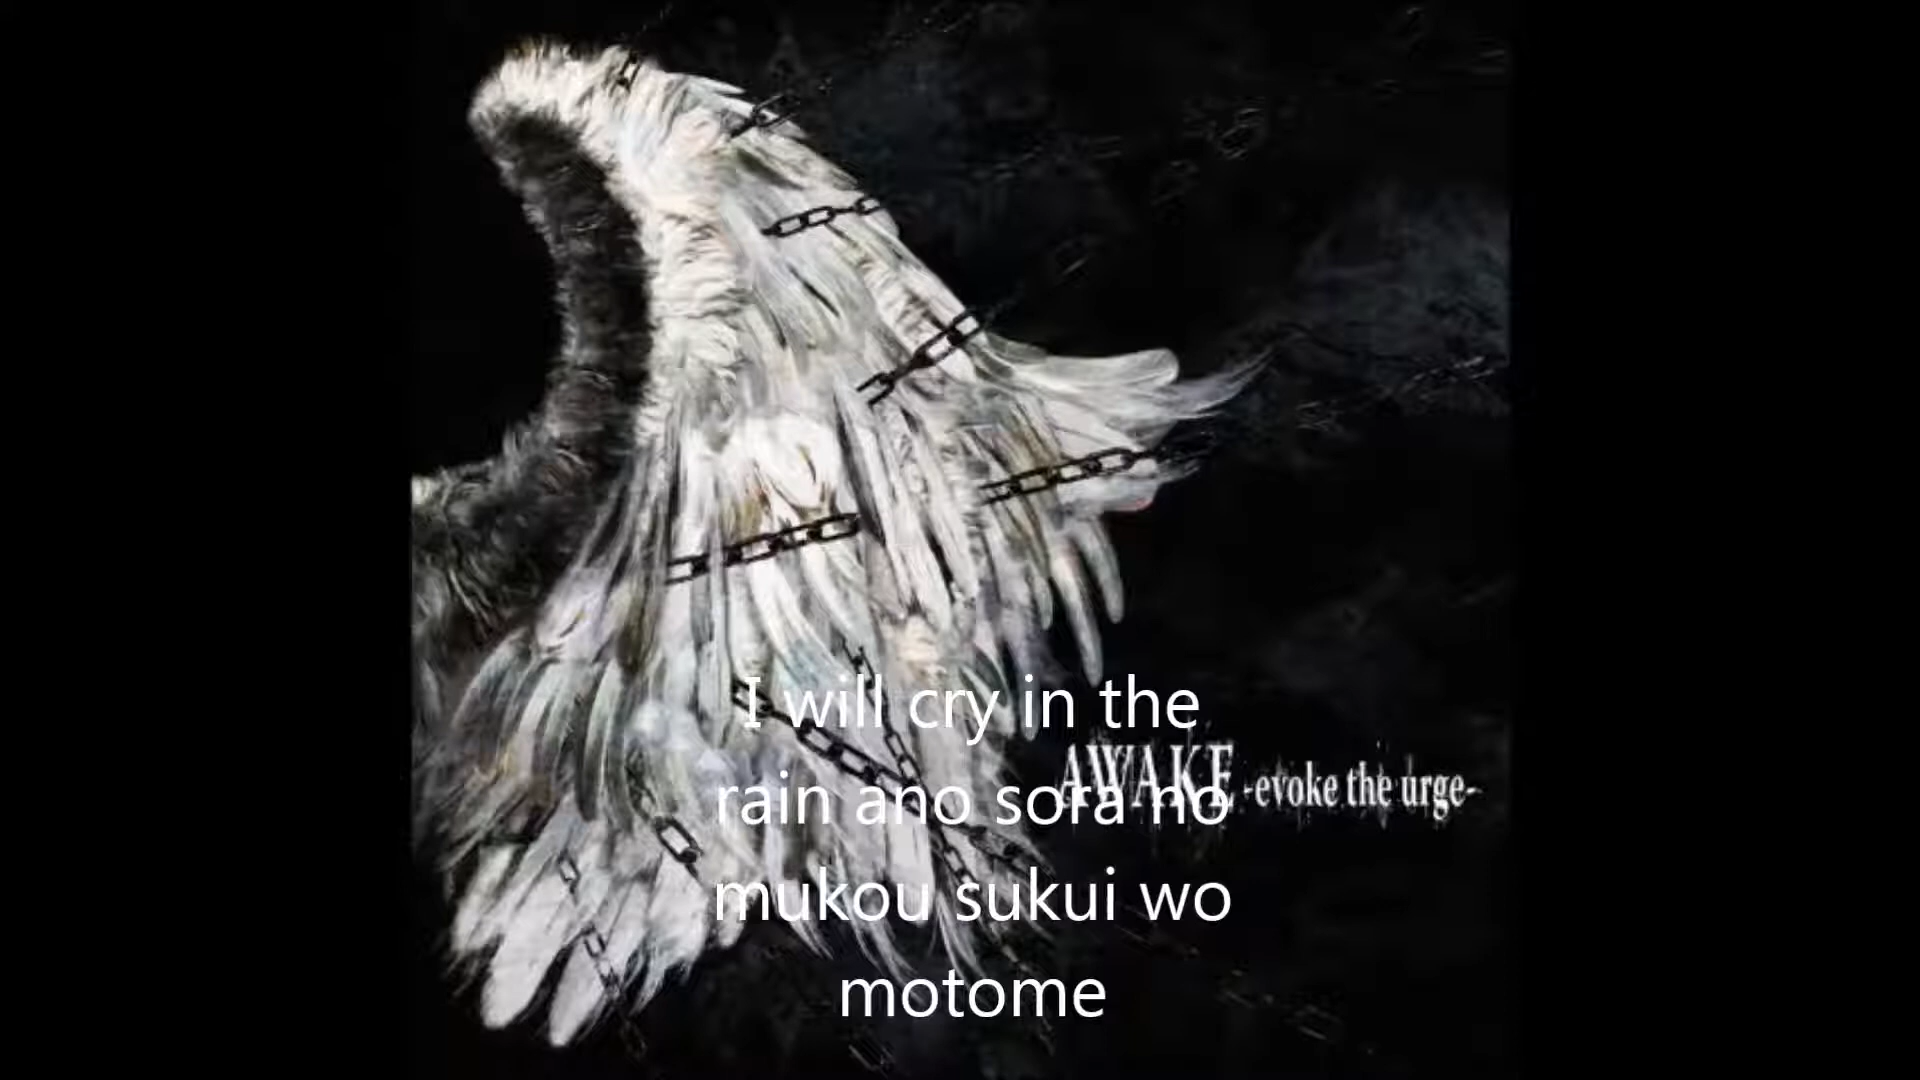 I will cry in the
AWAKE -evoke the urge-
rain ano sora no
mukou sukui wo
motome